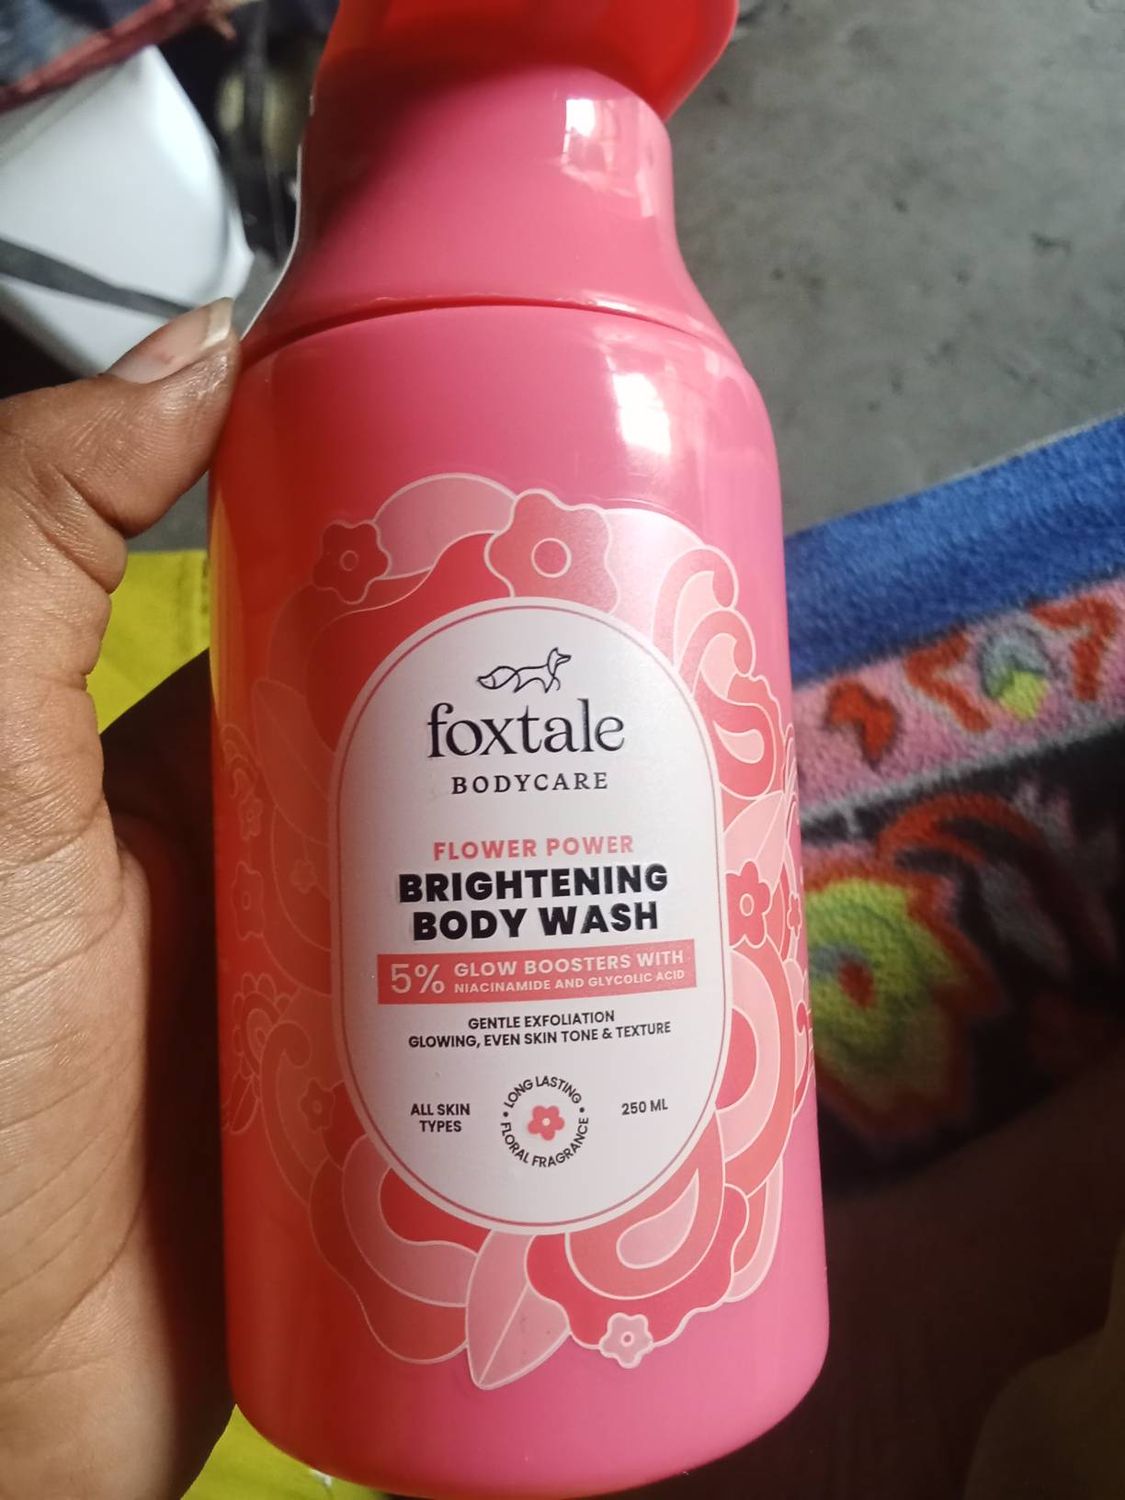 foxtale
BODYCARE
FLOWER POWER
BRIGHTENING
BODY WASH
5% GLOW BOOSTERS WITH
NIACINAMIDE AND GLYCOLIC ACID
GENTLE EXFOLIATION
GLOWING, EVEN SKIN TONE & TEXTURE
ALL SKIN
TYPES
• LONG LASTING •
FLORAL FRAGRANCE
250 ML